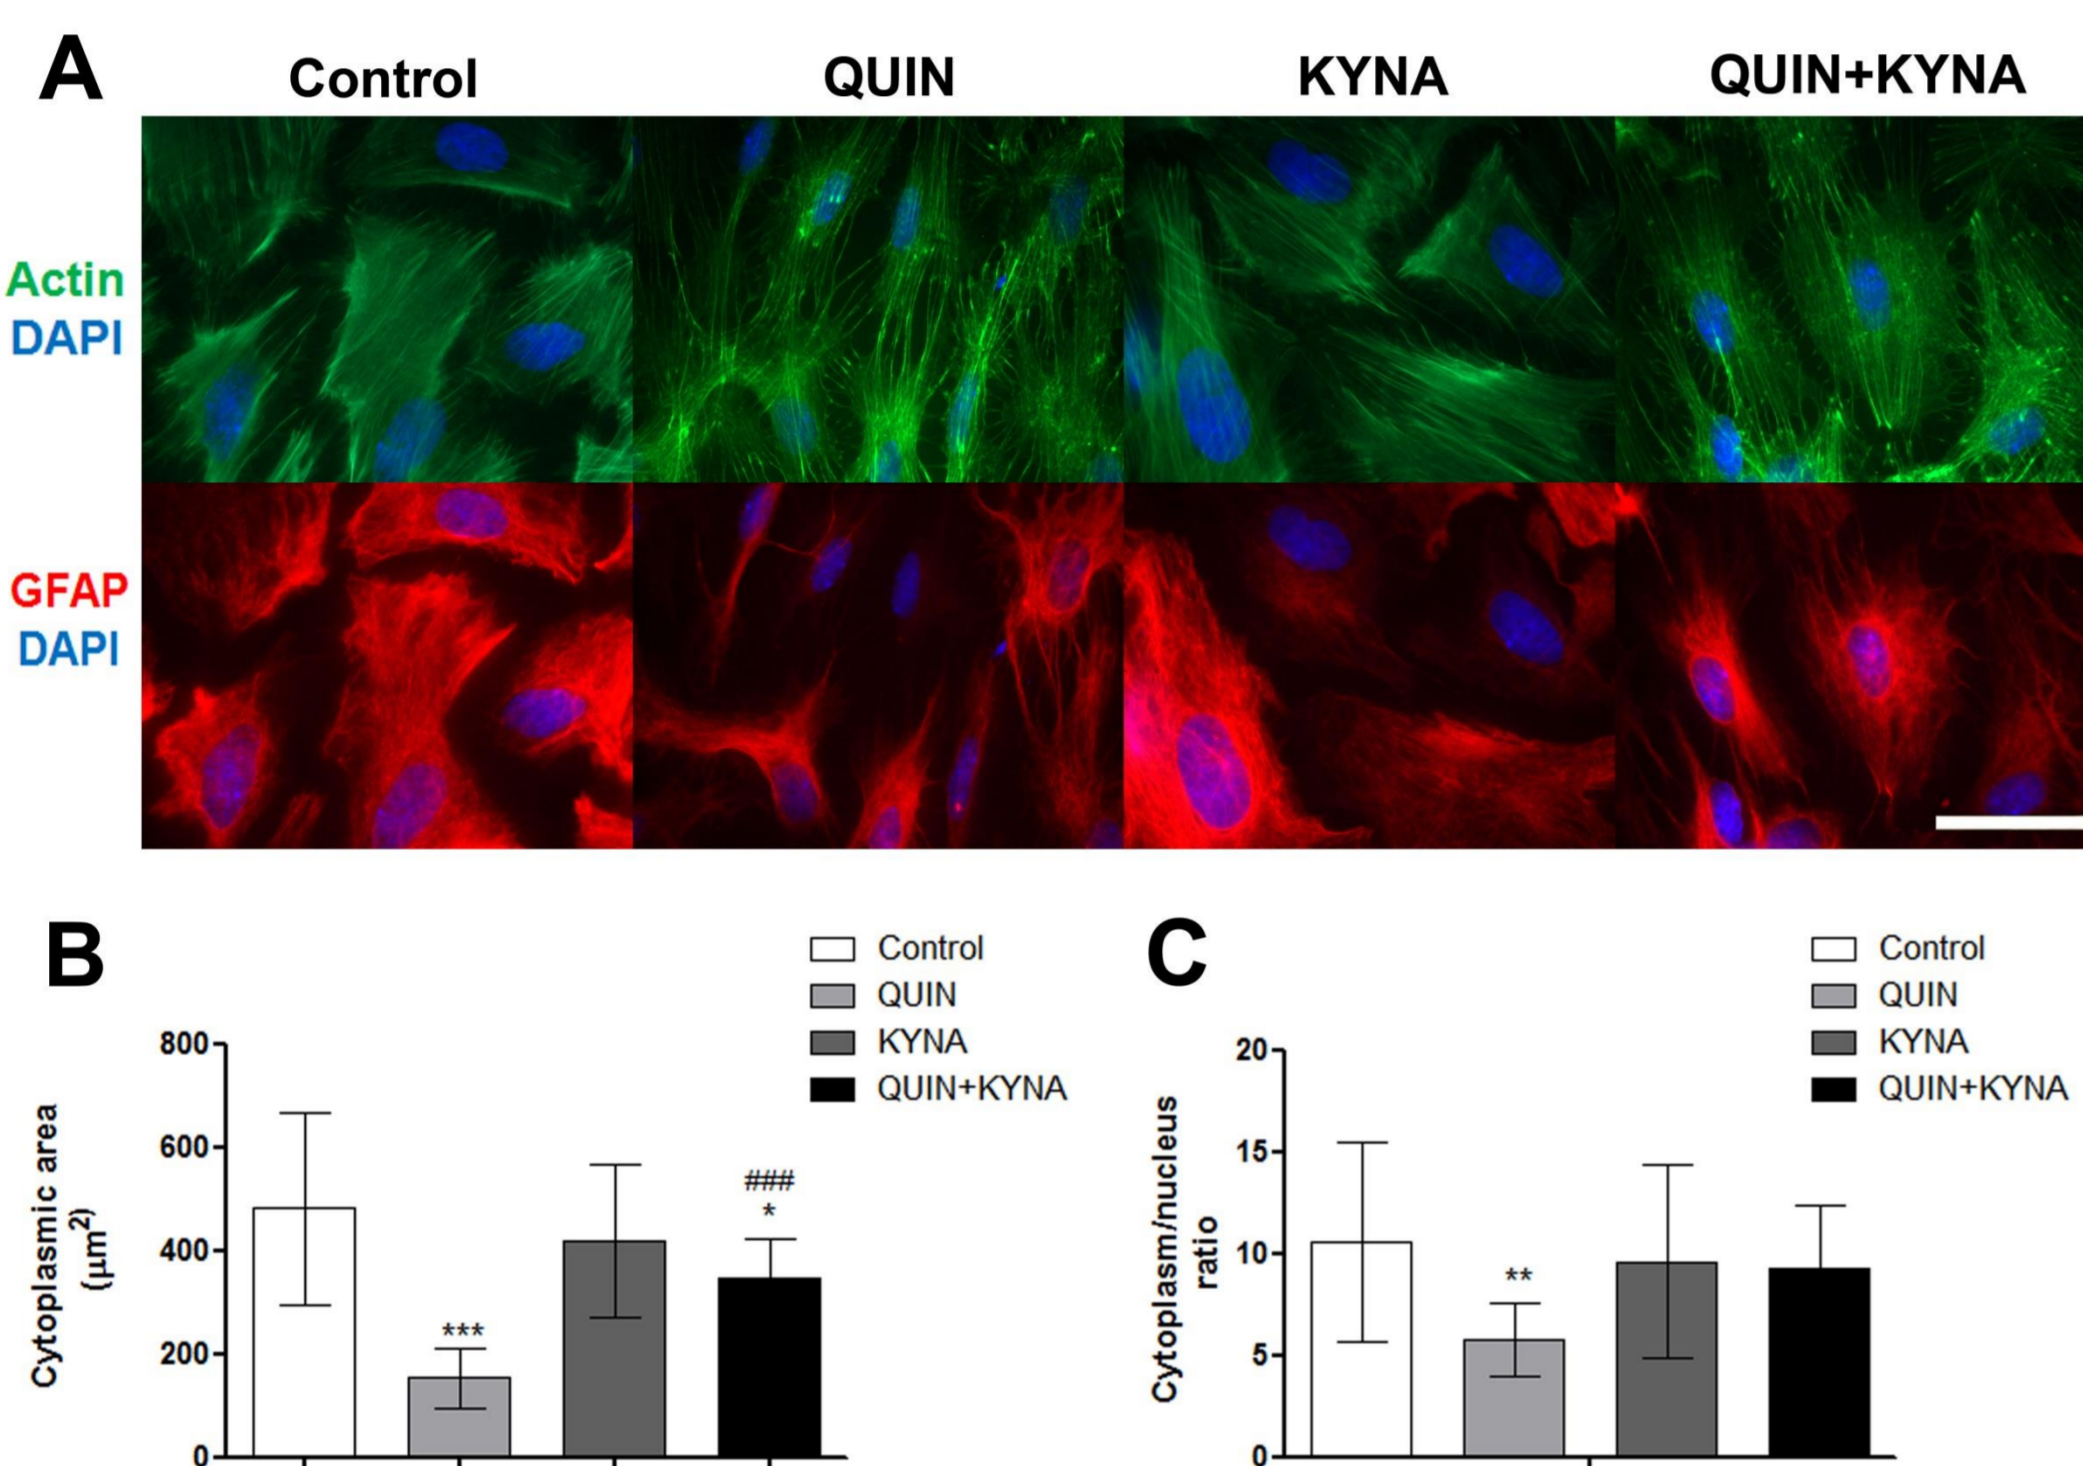 A
Control
QUIN
KYNA
QUIN+KYNA
Actin
DAPI
GFAP
DAPI
B
Control
QUIN
KYNA
QUIN+KYNA
Cytoplasmic area
(µm²)
800
600
400
200
0
***
###
*
C
Control
QUIN
KYNA
QUIN+KYNA
Cytoplasm/nucleus
ratio
20
15
10
5
0
**